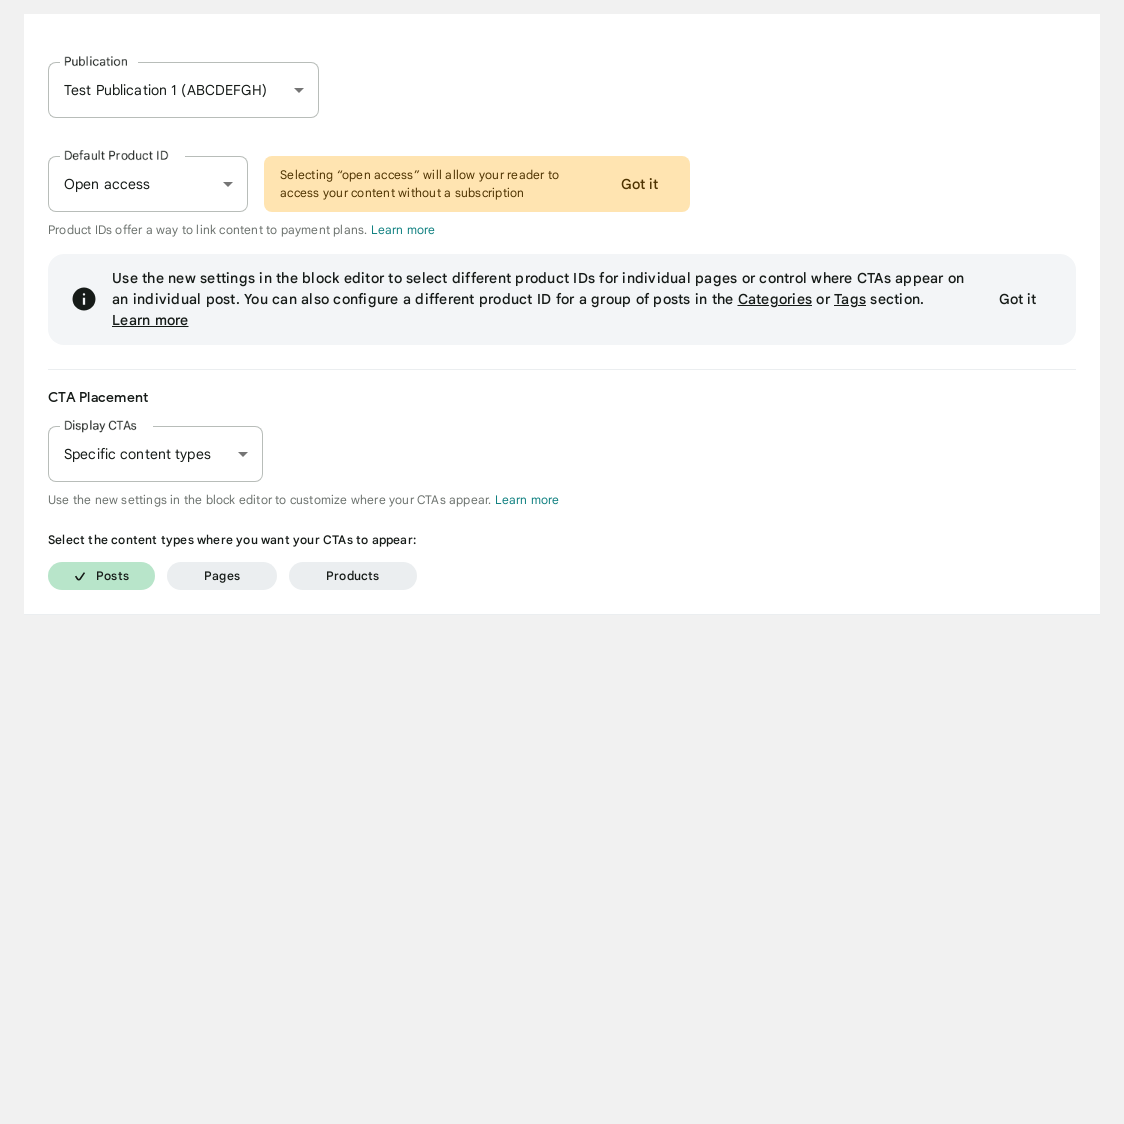 Publication
Test Publication 1 (ABCDEFGH)
Default Product ID
Open access
Selecting “open access” will allow your reader to
access your content without a subscription
Got it
Product IDs offer a way to link content to payment plans. Learn more
Use the new settings in the block editor to select different product IDs for individual pages or control where CTAs appear on
an individual post. You can also configure a different product ID for a group of posts in the Categories or Tags section.
Learn more
Got it
CTA Placement
Display CTAs
Specific content types
Use the new settings in the block editor to customize where your CTAs appear. Learn more
Select the content types where you want your CTAs to appear:
Posts
Pages
Products